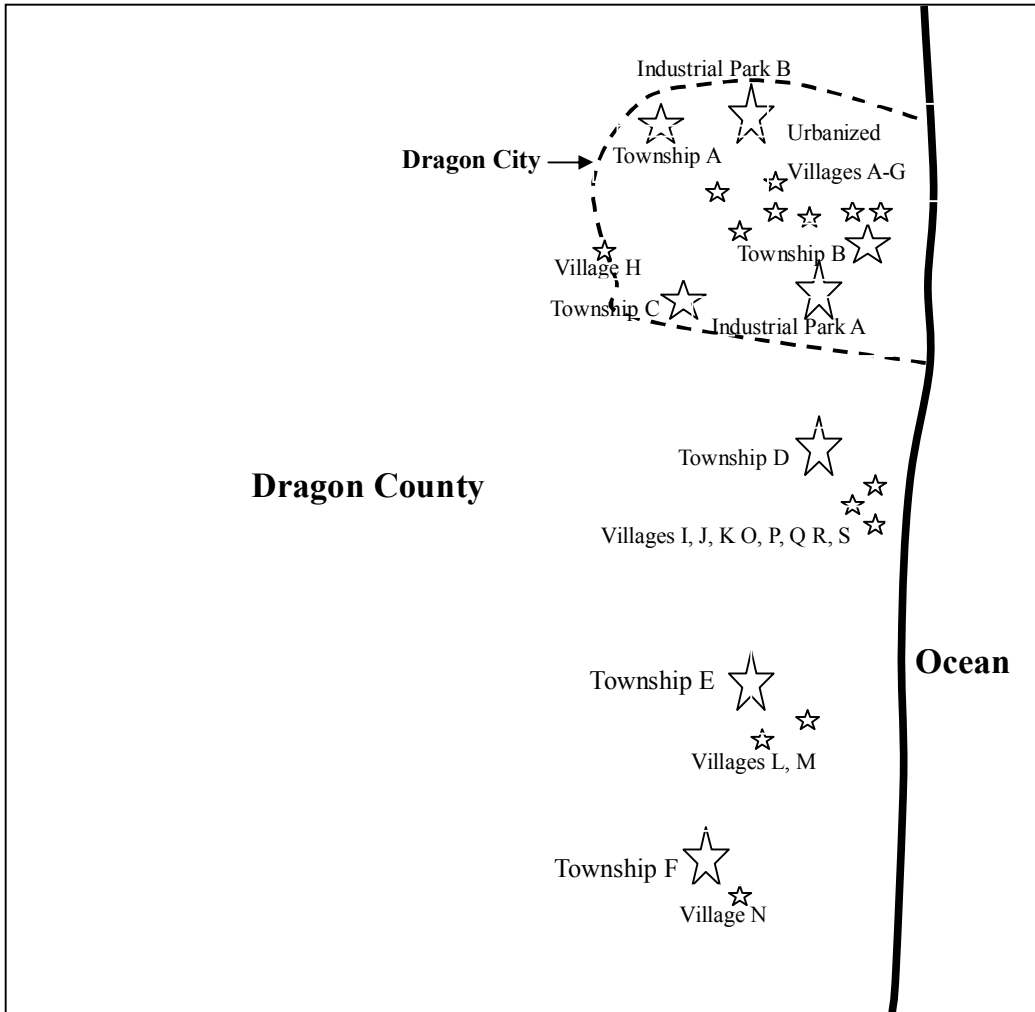 Industrial Park B
Urbanized
Dragon City
Township A
Villages A-G
Township B
Village H
Township C
Industrial Park A
Township D
Dragon County
Villages I, J, K O, P, Q R, S
Ocean
Township E
Villages L, M
Township F
Village N